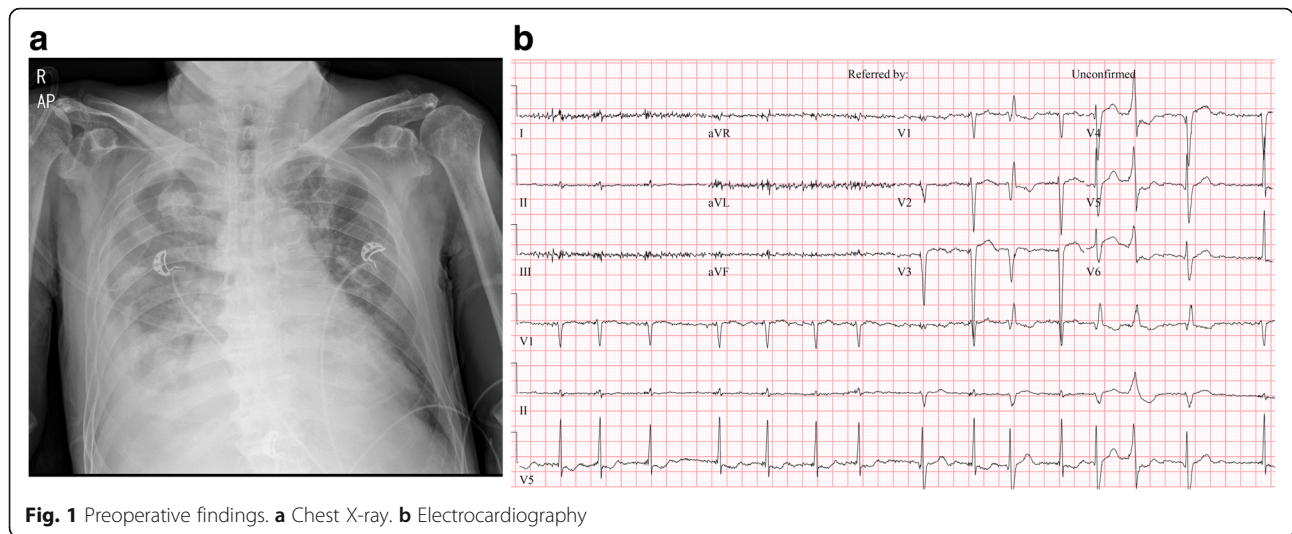 a
b
R
AP
Referred by:
Unconfirmed
I
aVR
V1
V4
II
aVL
V2
V5
III
aVF
V3
V6
V1
II
V5
Fig. 1 Preoperative findings. a Chest X-ray. b Electrocardiography